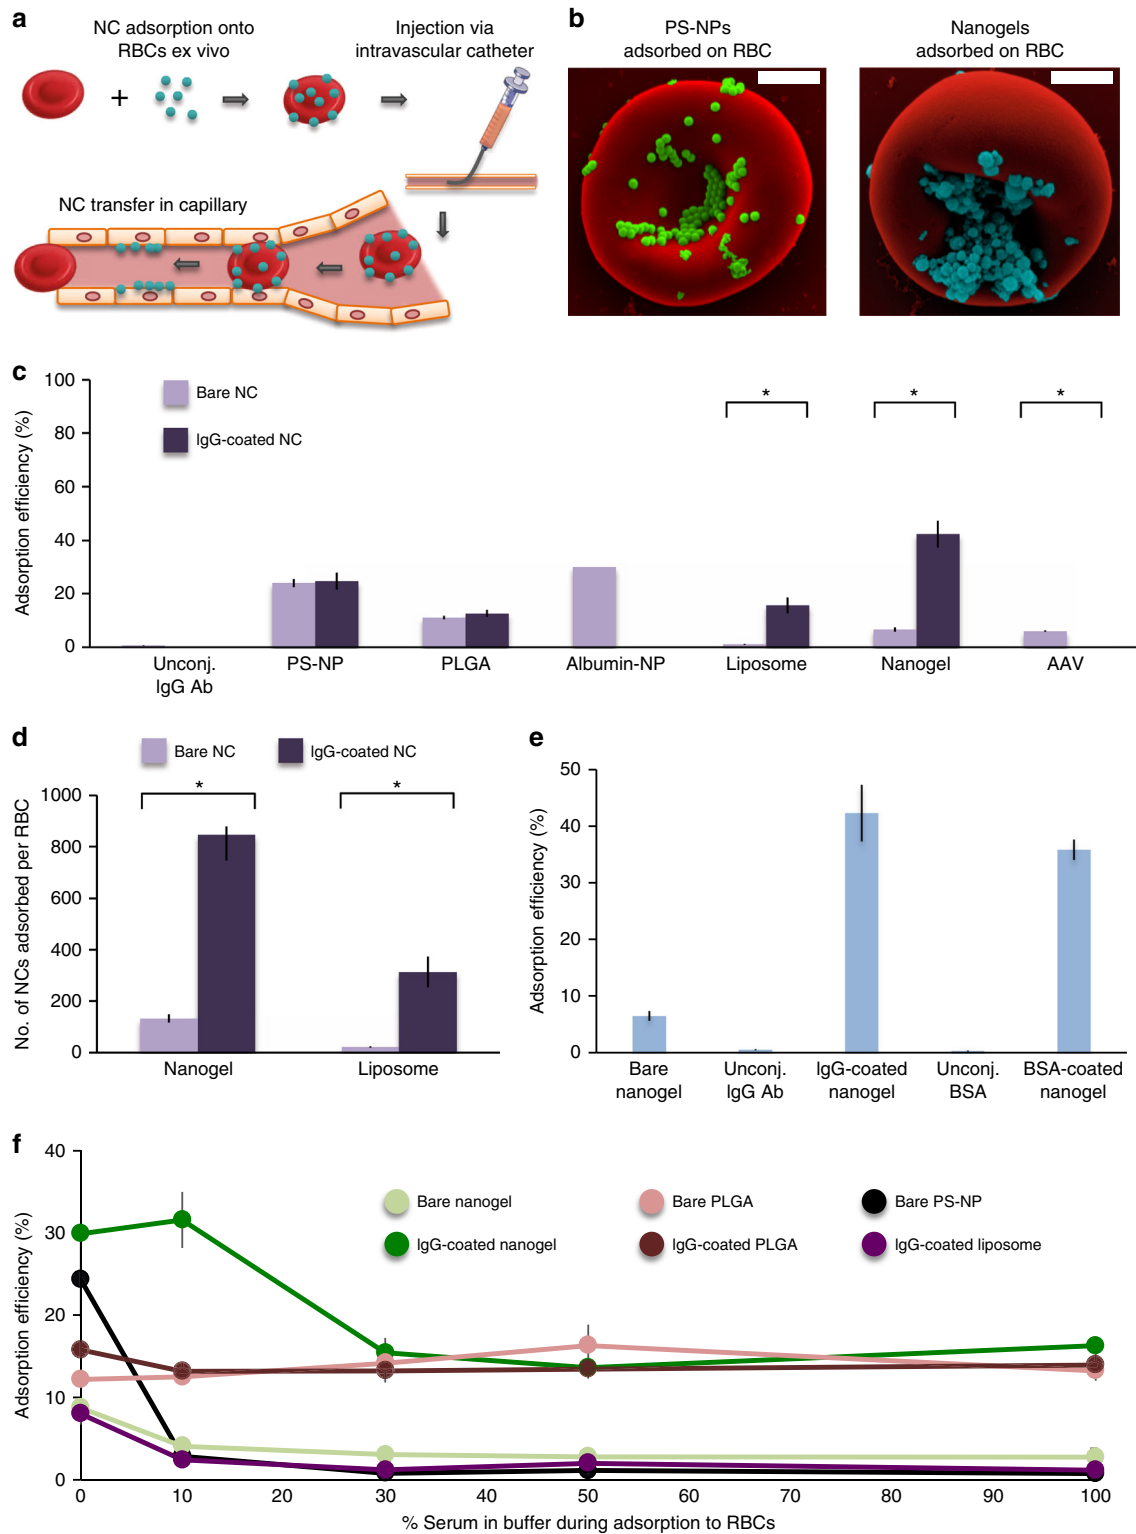 a
NC adsorption onto
RBCs ex vivo
Injection via
intravascular catheter
+
NC transfer in capillary
b
PS-NPs
adsorbed on RBC
Nanogels
adsorbed on RBC
c
Adsorption efficiency (%)
100
80
60
40
20
0
Bare NC
IgG-coated NC
*
*
*
Unconj.
IgG Ab
PS-NP
PLGA
Albumin-NP
Liposome
Nanogel
AAV
d
Bare NC
IgG-coated NC
No. of NCs adsorbed per RBC
1000
800
600
400
200
0
*
*
Nanogel
Liposome
e
Adsorption efficiency (%)
50
40
30
20
10
0
Bare
nanogel
Unconj.
IgG Ab
IgG-coated
nanogel
Unconj.
BSA
BSA-coated
nanogel
f
Adsorption efficiency (%)
40
30
20
10
0
Bare nanogel
Bare PLGA
Bare PS-NP
IgG-coated nanogel
IgG-coated PLGA
IgG-coated liposome
0 10 20 30 40 50 60 70 80 90 100
% Serum in buffer during adsorption to RBCs